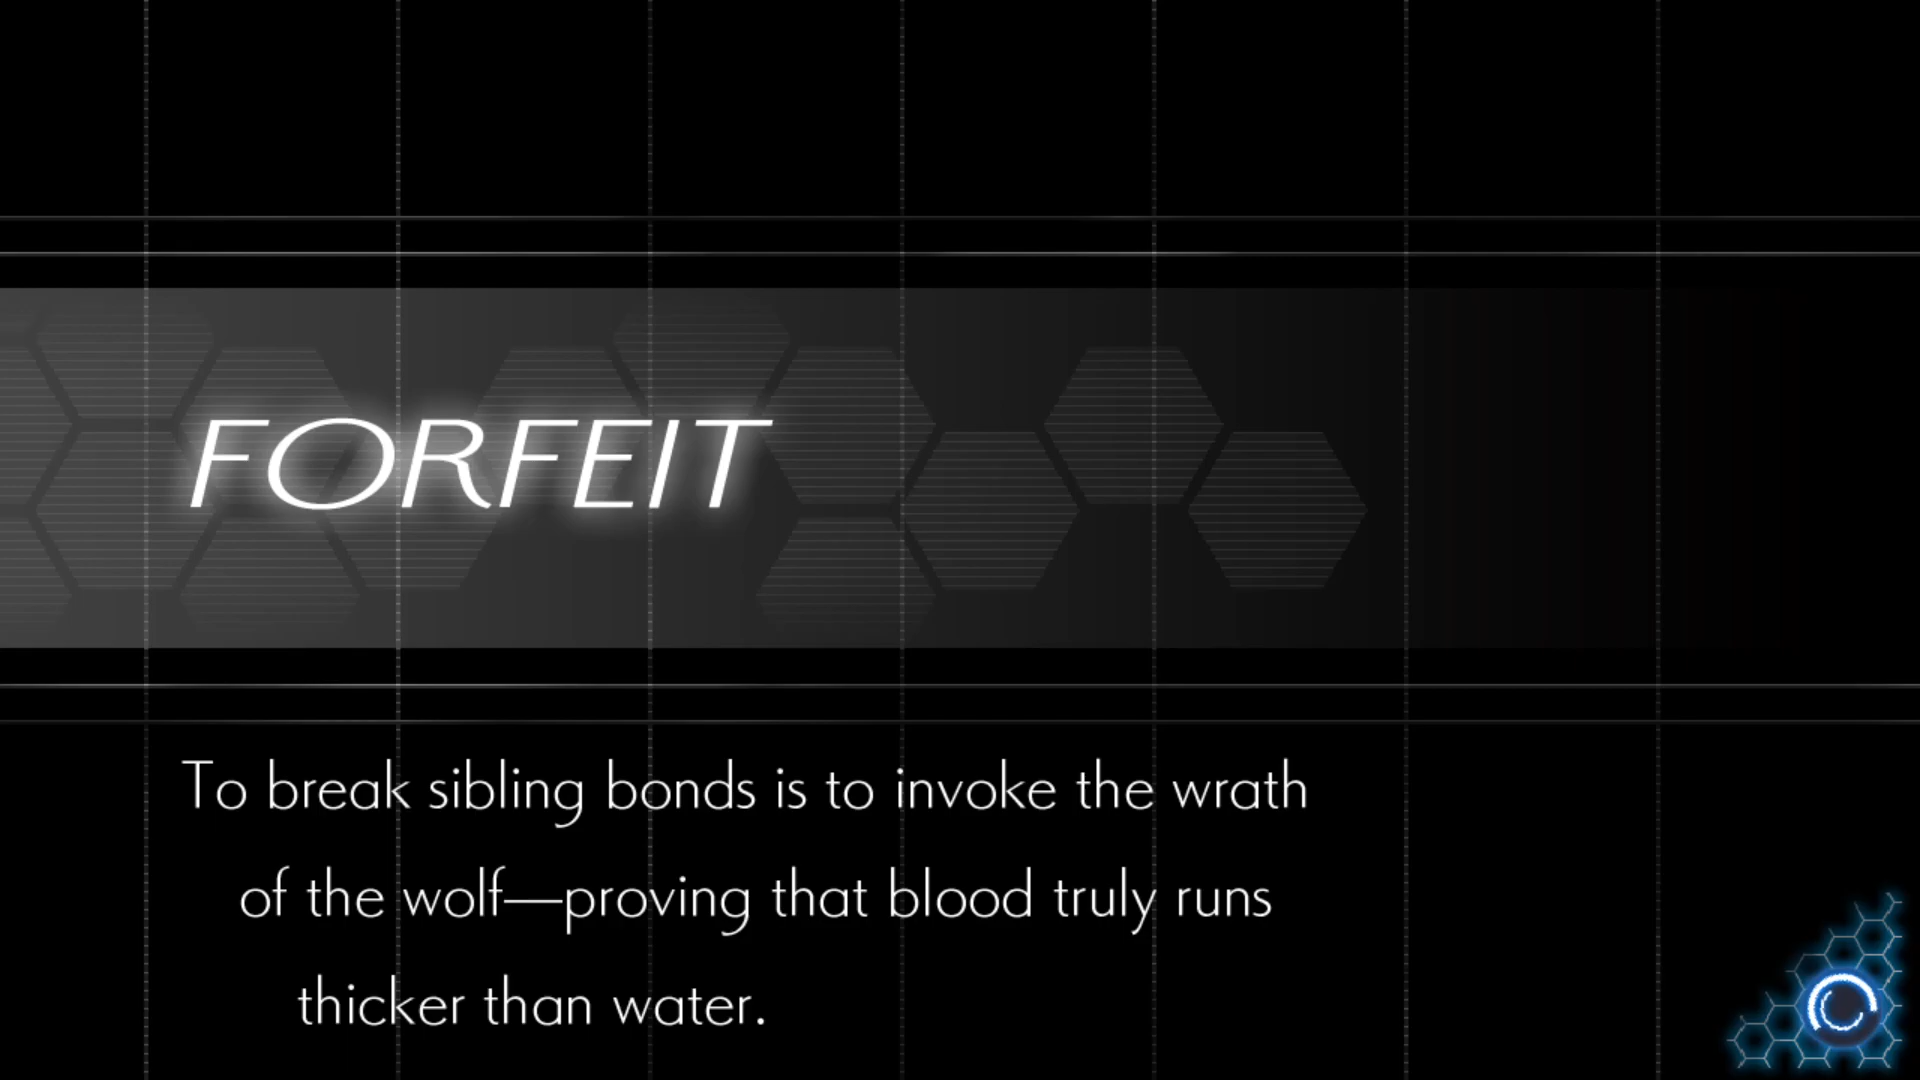 FORFEIT
To break sibling bonds is to invoke the wrath
of the wolf—proving that blood truly runs
thicker than water.